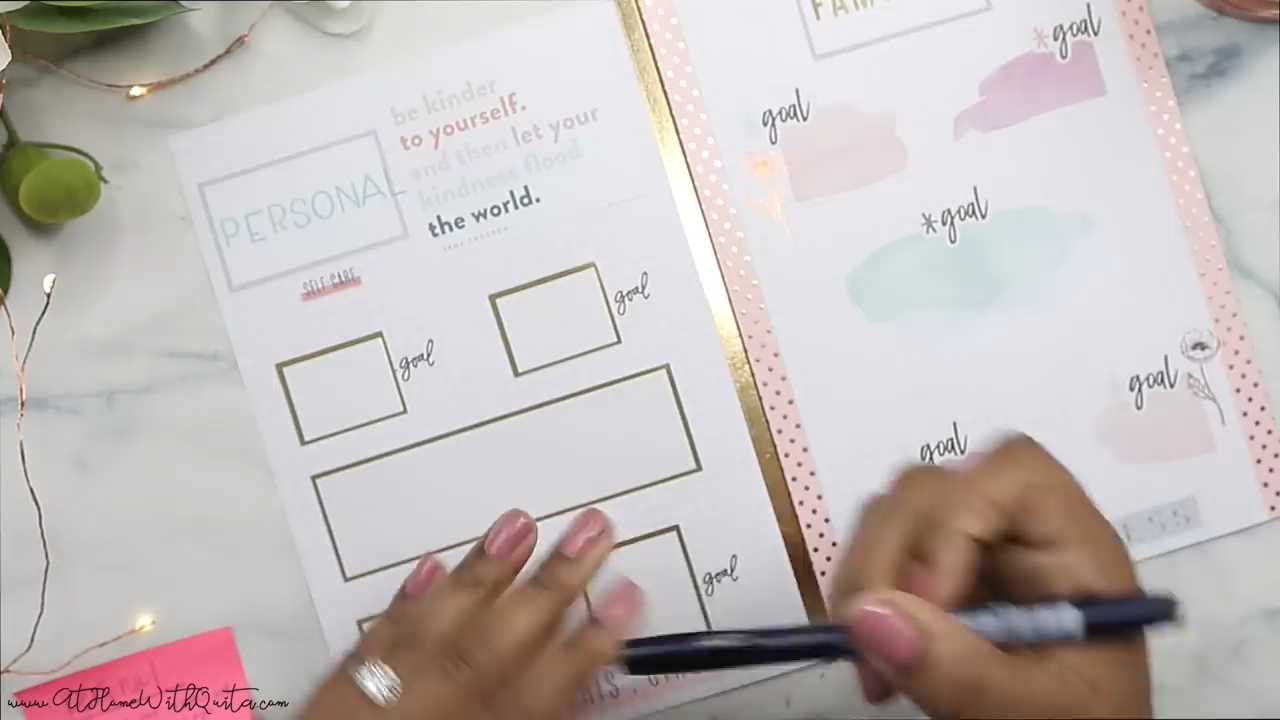 be kinder
to yourself.
and then let your
kindness flood
the world.
PERSONAL
SELF CARE
goal
goal
goal
FAM
*goal
goal
*goal
goal
goal
www.AtHomeWithQuita.com